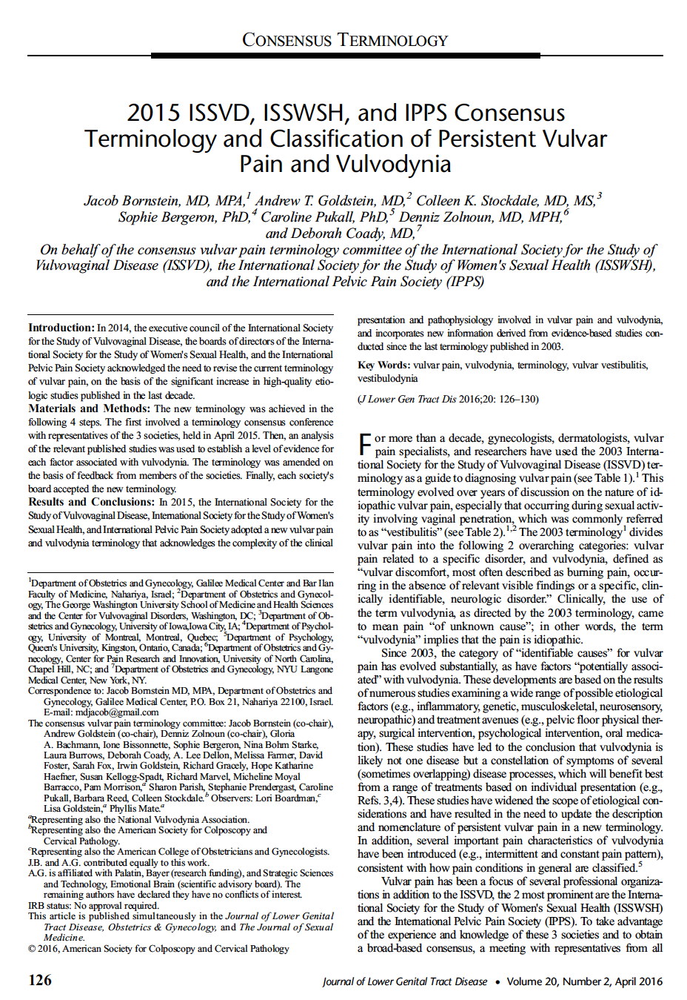 CONSENSUS TERMINOLOGY
2015 ISSVD, ISSWSH, and IPPS Consensus
Terminology and Classification of Persistent Vulvar
Pain and Vulvodynia
Jacob Bornstein, MD, MPA,1 Andrew T. Goldstein, MD,2 Colleen K. Stockdale, MD, MS,3
Sophie Bergeron, PhD,4 Caroline Pukall, PhD,5 Denniz Zolnoun, MD, MPH,6
and Deborah Coady, MD,7
On behalf of the consensus vulvar pain terminology committee of the International Society for the Study of
Vulvovaginal Disease (ISSVD), the International Society for the Study of Women's Sexual Health (ISSWSH),
and the International Pelvic Pain Society (IPPS)
Introduction: In 2014, the executive council of the International Society
for the Study of Vulvovaginal Disease, the boards of directors of the Interna-
tional Society for the Study of Women's Sexual Health, and the International
Pelvic Pain Society acknowledged the need to revise the current terminology
of vulvar pain, on the basis of the significant increase in high-quality etio-
logic studies published in the last decade.
Materials and Methods: The new terminology was achieved in the
following 4 steps. The first involved a terminology consensus conference
with representatives of the 3 societies, held in April 2015. Then, an analysis
of the relevant published studies was used to establish a level of evidence for
each factor associated with vulvodynia. The terminology was amended on
the basis of feedback from members of the societies. Finally, each society's
board accepted the new terminology.
Results and Conclusions: In 2015, the International Society for the
Study of Vulvovaginal Disease, International Society for the Study of Women's
Sexual Health, and International Pelvic Pain Society adopted a new vulvar pain
and vulvodynia terminology that acknowledges the complexity of the clinical
presentation and pathophysiology involved in vulvar pain and vulvodynia,
and incorporates new information derived from evidence-based studies con-
ducted since the last terminology published in 2003.
Key Words: vulvar pain, vulvodynia, terminology, vulvar vestibulitis,
vestibulodynia
(J Lower Gen Tract Dis 2016;20: 126–130)
1Department of Obstetrics and Gynecology, Galilee Medical Center and Bar Ilan
Faculty of Medicine, Nahariya, Israel; 2Department of Obstetrics and Gynecol-
ogy, The George Washington University School of Medicine and Health Sciences
and the Center for Vulvovaginal Disorders, Washington, DC; 3Department of Ob-
stetrics and Gynecology, University of Iowa,Iowa City, IA; 4Department of Psychol-
ogy, University of Montreal, Montreal, Quebec; 5Department of Psychology,
Queen's University, Kingston, Ontario, Canada; 6Department of Obstetrics and Gy-
necology, Center for Pain Research and Innovation, University of North Carolina,
Chapel Hill, NC; and 7Department of Obstetrics and Gynecology, NYU Langone
Medical Center, New York, NY.
Correspondence to: Jacob Bornstein MD, MPA, Department of Obstetrics and
Gynecology, Galilee Medical Center, P.O. Box 21, Nahariya 22100, Israel.
E-mail: mdjacob@gmail.com
The consensus vulvar pain terminology committee: Jacob Bornstein (co-chair),
Andrew Goldstein (co-chair), Denniz Zolnoun (co-chair), Gloria
A. Bachmann, Ione Bissonnette, Sophie Bergeron, Nina Bohm Starke,
Laura Burrows, Deborah Coady, A. Lee Dellon, Melissa Farmer, David
Foster, Sarah Fox, Irwin Goldstein, Richard Gracely, Hope Katharine
Haefner, Susan Kellogg-Spadt, Richard Marvel, Micheline Moyal
Barracco, Pam Morrison,a Sharon Parish, Stephanie Prendergast, Caroline
Pukall, Barbara Reed, Colleen Stockdale.b Observers: Lori Boardman,c
Lisa Goldstein,a Phyllis Mate.a
aRepresenting also the National Vulvodynia Association.
bRepresenting also the American Society for Colposcopy and
Cervical Pathology.
cRepresenting also the American College of Obstetricians and Gynecologists.
J.B. and A.G. contributed equally to this work.
A.G. is affiliated with Palatin, Bayer (research funding), and Strategic Sciences
and Technology, Emotional Brain (scientific advisory board). The
remaining authors have declared they have no conflicts of interest.
IRB status: No approval required.
This article is published simultaneously in the Journal of Lower Genital
Tract Disease, Obstetrics & Gynecology, and The Journal of Sexual
Medicine.
© 2016, American Society for Colposcopy and Cervical Pathology
For more than a decade, gynecologists, dermatologists, vulvar
pain specialists, and researchers have used the 2003 Interna-
tional Society for the Study of Vulvovaginal Disease (ISSVD) ter-
minology as a guide to diagnosing vulvar pain (see Table 1).1 This
terminology evolved over years of discussion on the nature of id-
iopathic vulvar pain, especially that occurring during sexual activ-
ity involving vaginal penetration, which was commonly referred
to as “vestibulitis” (see Table 2).1,2 The 2003 terminology1 divides
vulvar pain into the following 2 overarching categories: vulvar
pain related to a specific disorder, and vulvodynia, defined as
“vulvar discomfort, most often described as burning pain, occur-
ring in the absence of relevant visible findings or a specific, clin-
ically identifiable, neurologic disorder.” Clinically, the use of
the term vulvodynia, as directed by the 2003 terminology, came
to mean pain “of unknown cause”; in other words, the term
“vulvodynia” implies that the pain is idiopathic.
Since 2003, the category of “identifiable causes” for vulvar
pain has evolved substantially, as have factors “potentially associ-
ated” with vulvodynia. These developments are based on the results
of numerous studies examining a wide range of possible etiological
factors (e.g., inflammatory, genetic, musculoskeletal, neurosensory,
neuropathic) and treatment avenues (e.g., pelvic floor physical ther-
apy, surgical intervention, psychological intervention, oral medica-
tion). These studies have led to the conclusion that vulvodynia is
likely not one disease but a constellation of symptoms of several
(sometimes overlapping) disease processes, which will benefit best
from a range of treatments based on individual presentation (e.g.,
Refs. 3,4). These studies have widened the scope of etiological con-
siderations and have resulted in the need to update the description
and nomenclature of persistent vulvar pain in a new terminology.
In addition, several important pain characteristics of vulvodynia
have been introduced (e.g., intermittent and constant pain pattern),
consistent with how pain conditions in general are classified.5
Vulvar pain has been a focus of several professional organiza-
tions in addition to the ISSVD, the 2 most prominent are the Interna-
tional Society for the Study of Women's Sexual Health (ISSWSH)
and the International Pelvic Pain Society (IPPS). To take advantage
of the experience and knowledge of these 3 societies and to obtain
a broad-based consensus, a meeting with representatives from all
126
Journal of Lower Genital Tract Disease • Volume 20, Number 2, April 2016